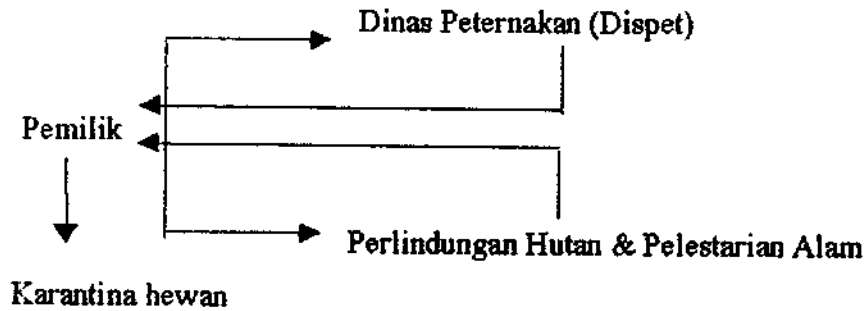 Dinas Peternakan (Dispet)
Pemilik
Perlindungan Hutan & Pelestarian Alam
Karantina hewan